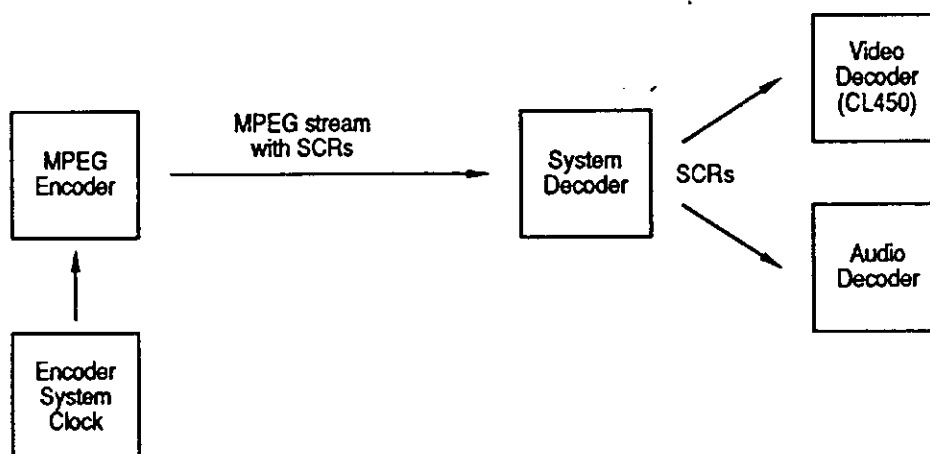 Video
Decoder
(CL450)
MPEG stream
with SCRs
MPEG
Encoder
System
Decoder
SCRs
Audio
Decoder
Encoder
System
Clock